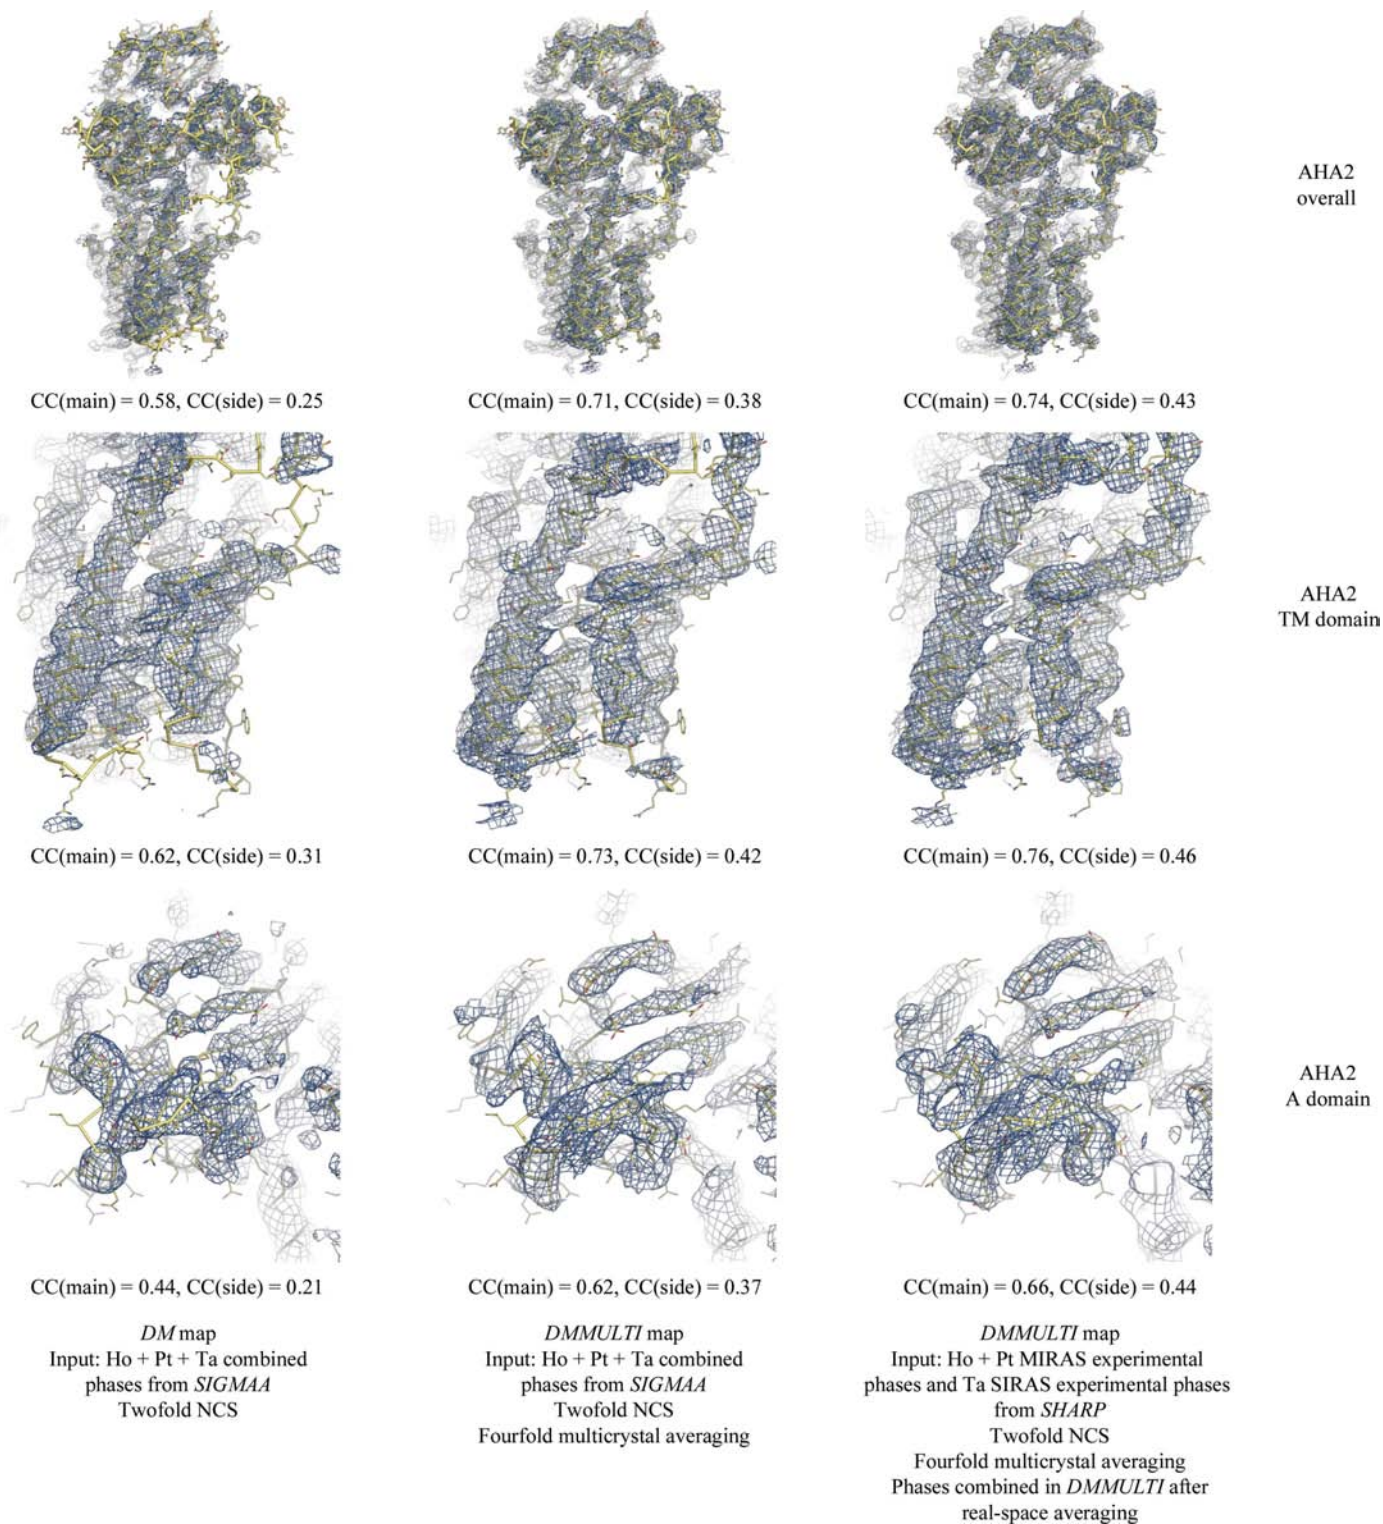 AHA2
overall
CC(main) = 0.58, CC(side) = 0.25
CC(main) = 0.71, CC(side) = 0.38
CC(main) = 0.74, CC(side) = 0.43
AHA2
TM domain
CC(main) = 0.62, CC(side) = 0.31
CC(main) = 0.73, CC(side) = 0.42
CC(main) = 0.76, CC(side) = 0.46
AHA2
A domain
CC(main) = 0.44, CC(side) = 0.21
CC(main) = 0.62, CC(side) = 0.37
CC(main) = 0.66, CC(side) = 0.44
DM map
Input: Ho + Pt + Ta combined
phases from SIGMAA
Twofold NCS
DMMULTI map
Input: Ho + Pt + Ta combined
phases from SIGMAA
Twofold NCS
Fourfold multicrystal averaging
DMMULTI map
Input: Ho + Pt MIRAS experimental
phases and Ta SIRAS experimental phases
from SHARP
Twofold NCS
Fourfold multicrystal averaging
Phases combined in DMMULTI after
real-space averaging